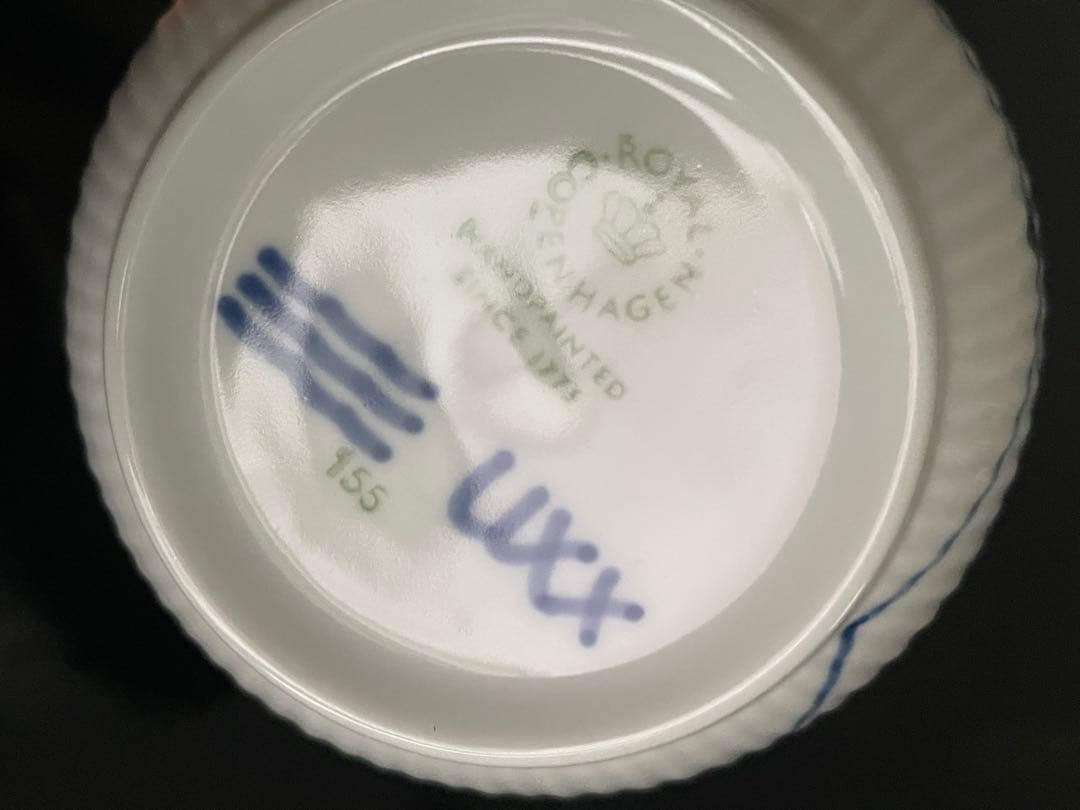 ROYAL
COPENHAGEN
HANDPAINTED
SINCE 1775
155